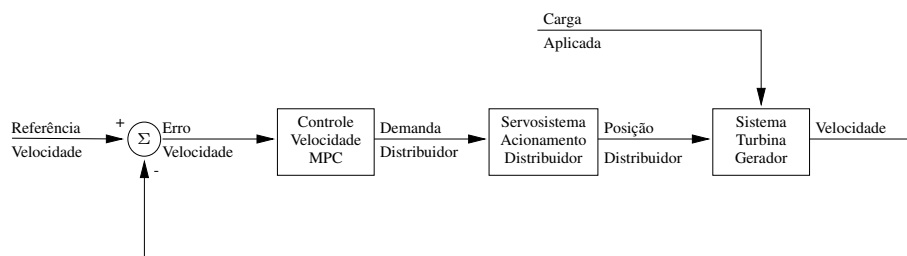 Carga
Aplicada
Referência
Velocidade
+
Σ
-
Erro
Velocidade
Controle
Velocidade
MPC
Demanda
Distribuidor
Servosistema
Acionamento
Distribuidor
Posição
Distribuidor
Sistema
Turbina
Gerador
Velocidade